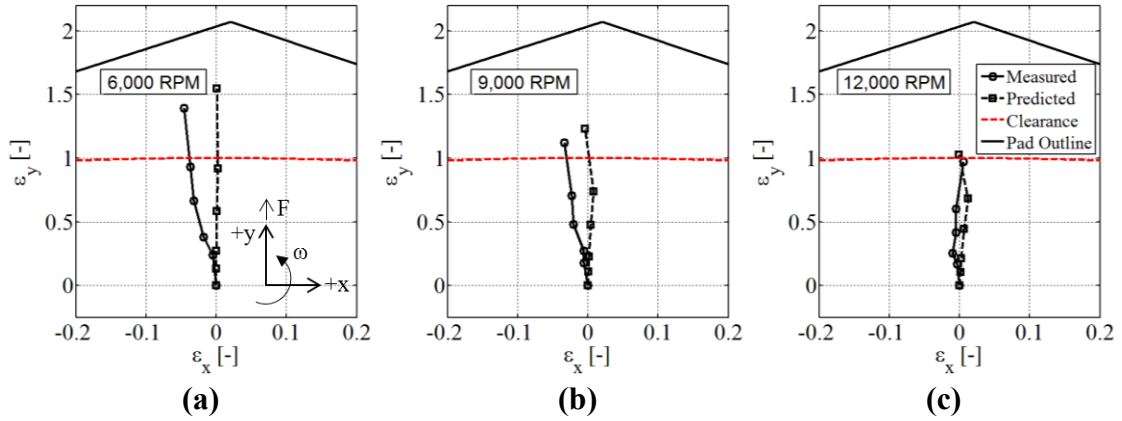 2
1.5
1
0.5
0
-0.2 -0.1 0 0.1 0.2
εy [-]
εx [-]
6,000 RPM
F
+y
ω
+x
(a)
2
1.5
1
0.5
0
-0.2 -0.1 0 0.1 0.2
εy [-]
εx [-]
9,000 RPM
(b)
2
1.5
1
0.5
0
-0.2 -0.1 0 0.1 0.2
εy [-]
εx [-]
12,000 RPM
Measured
Predicted
Clearance
Pad Outline
(c)